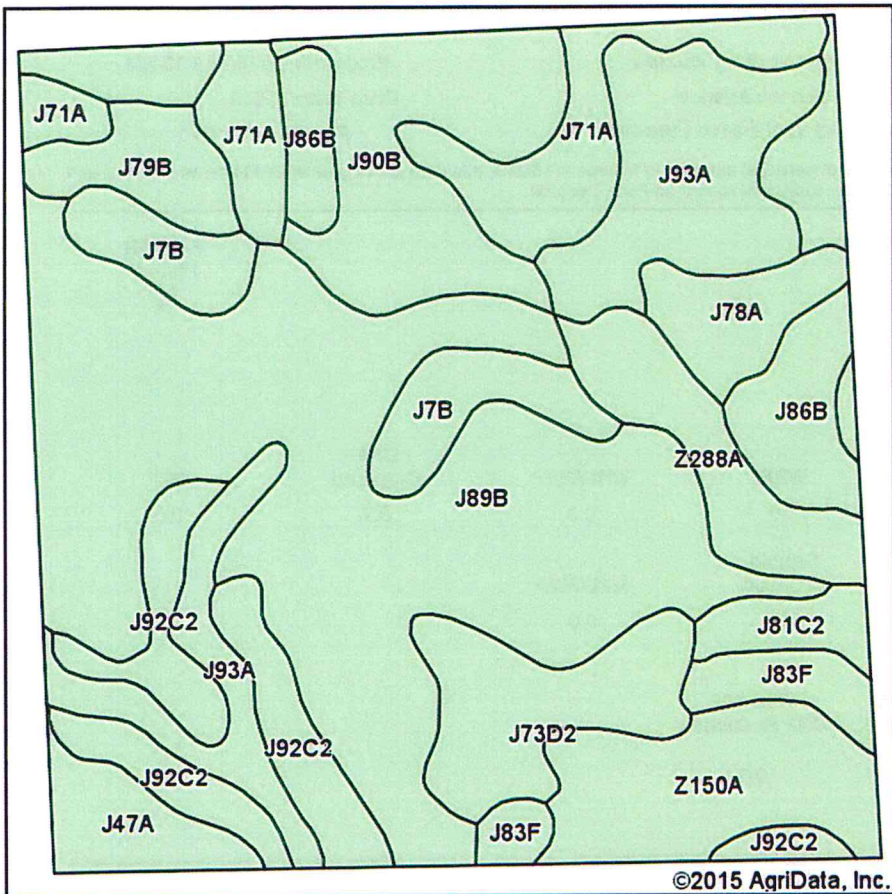 J71A
J71A
J86B
J90B
J71A
J79B
J93A
J7B
J78A
J7B
J86B
Z288A
J89B
J92C2
J81C2
J93A
J83F
J73D2
J92C2
J92C2
Z150A
J47A
J83F
J92C2
©2015 AgriData, Inc.